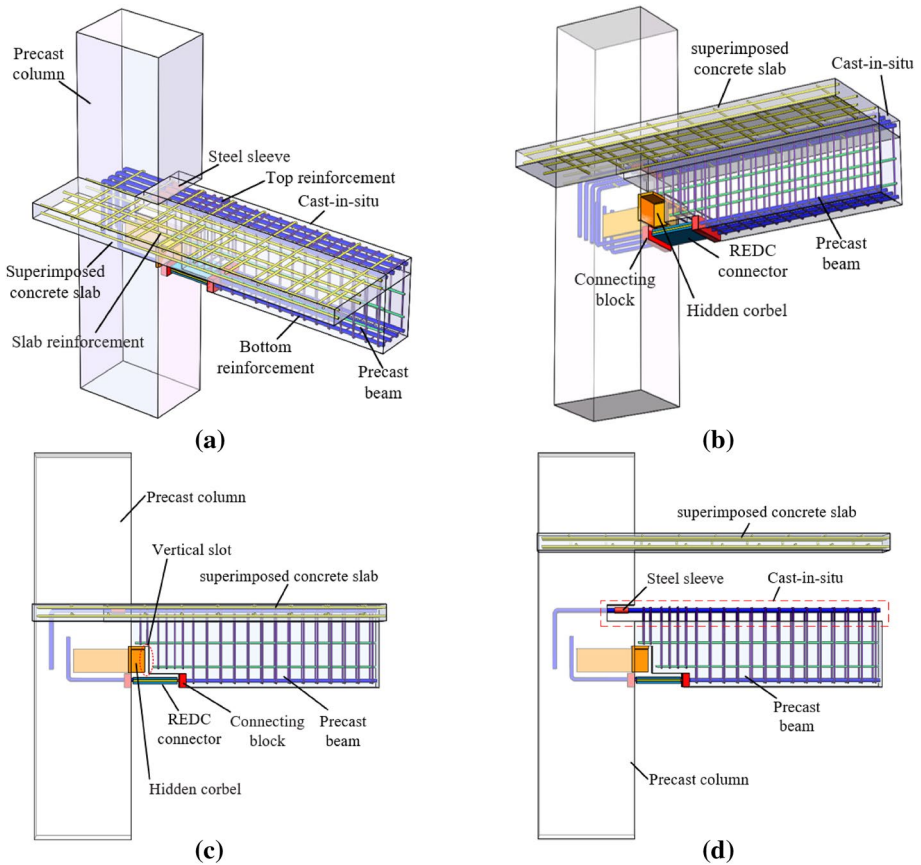 Precast
column
Steel sleeve
Top reinforcement
Cast-in-situ
Superimposed
concrete slab
Slab reinforcement
Bottom
reinforcement
Precast
beam
(a)
superimposed
concrete slab
Cast-in-situ
Precast
beam
REDC
connector
Connecting
block
Hidden corbel
(b)
Precast column
Vertical slot
superimposed concrete slab
REDC
connector
Connecting
block
Precast
beam
Hidden corbel
(c)
superimposed concrete slab
Steel sleeve
Cast-in-situ
Precast
beam
Precast column
(d)